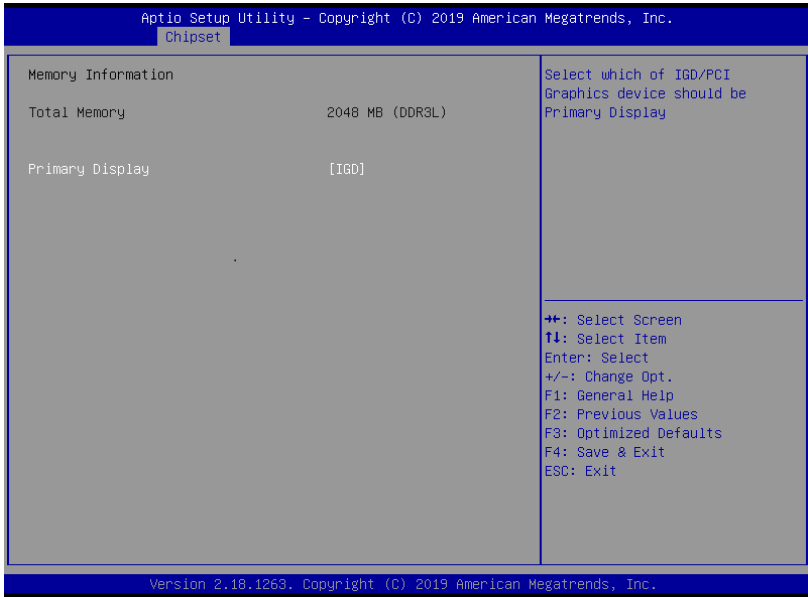 Aptio Setup Utility – Copyright (C) 2019 American Megatrends, Inc.
Chipset
Memory Information
Total Memory 2048 MB (DDR3L)
Primary Display [IGD]
Select which of IGD/PCI
Graphics device should be
Primary Display
→←: Select Screen
↑↓: Select Item
Enter: Select
+/-: Change Opt.
F1: General Help
F2: Previous Values
F3: Optimized Defaults
F4: Save & Exit
ESC: Exit
Version 2.18.1263. Copyright (C) 2019 American Megatrends, Inc.